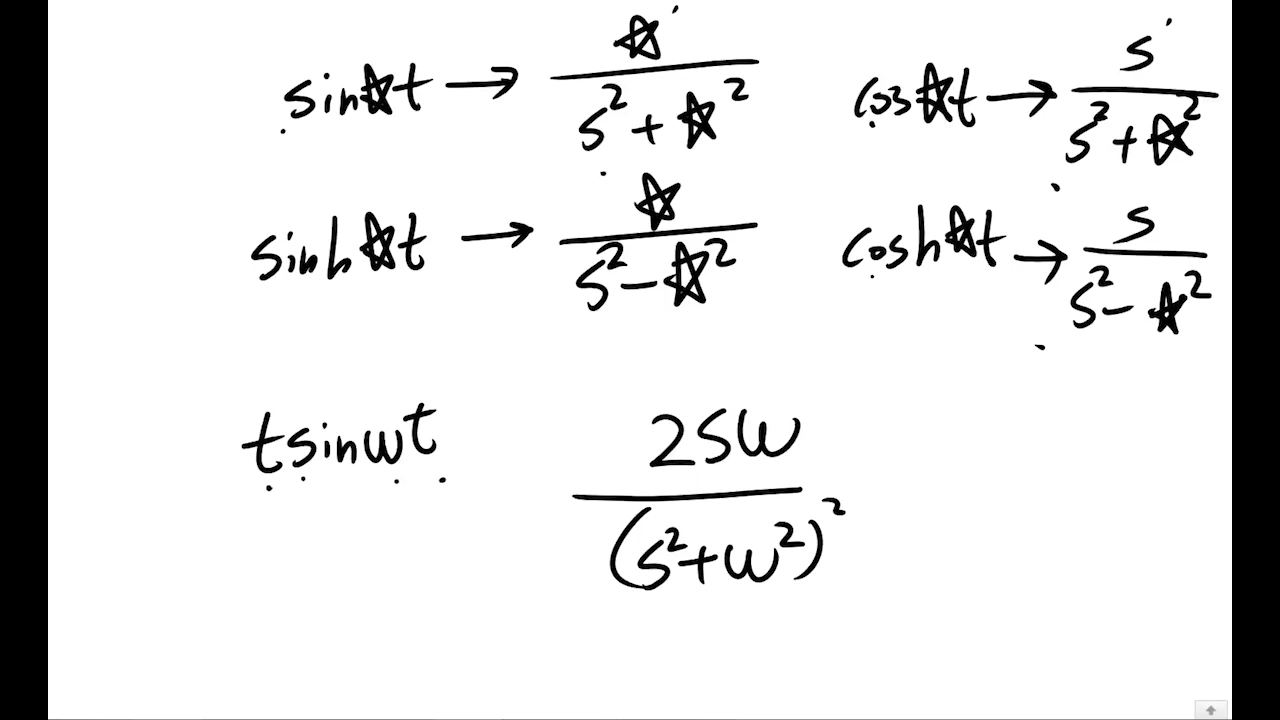 sin☆t → ☆/(s²+☆²) cos☆t → s/(s²+☆²)
sinh☆t → ☆/(s²-☆²) cosh☆t → s/(s²-☆²)
tsinωt 2sω/(s²+ω²)²